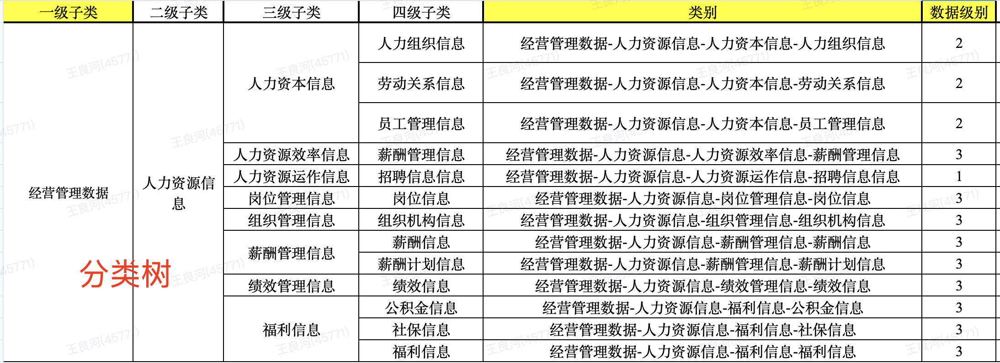 一级子类 二级子类 三级子类 四级子类 类别 数据级别
人力组织信息 经营管理数据-人力资源信息-人力资本信息-人力组织信息 2
人力资本信息 劳动关系信息 经营管理数据-人力资源信息-人力资本信息-劳动关系信息 2
员工管理信息 经营管理数据-人力资源信息-人力资本信息-员工管理信息 2
人力资源效率信息 薪酬管理信息 经营管理数据-人力资源信息-人力资源效率信息-薪酬管理信息 3
人力资源运作信息 招聘信息信息 经营管理数据-人力资源信息-人力资源运作信息-招聘信息信息 1
经营管理数据
人力资源信
息
岗位管理信息 岗位信息 经营管理数据-人力资源信息-岗位管理信息-岗位信息 3
组织管理信息 组织机构信息 经营管理数据-人力资源信息-组织管理信息-组织机构信息 3
薪酬管理信息 薪酬信息 经营管理数据-人力资源信息-薪酬管理信息-薪酬信息 3
薪酬计划信息 经营管理数据-人力资源信息-薪酬管理信息-薪酬计划信息 3
分类树
绩效管理信息 绩效信息 经营管理数据-人力资源信息-绩效管理信息-绩效信息 3
公积金信息 经营管理数据-人力资源信息-福利信息-公积金信息 3
福利信息 社保信息 经营管理数据-人力资源信息-福利信息-社保信息 3
福利信息 经营管理数据-人力资源信息-福利信息-福利信息 3
王良河(45771)